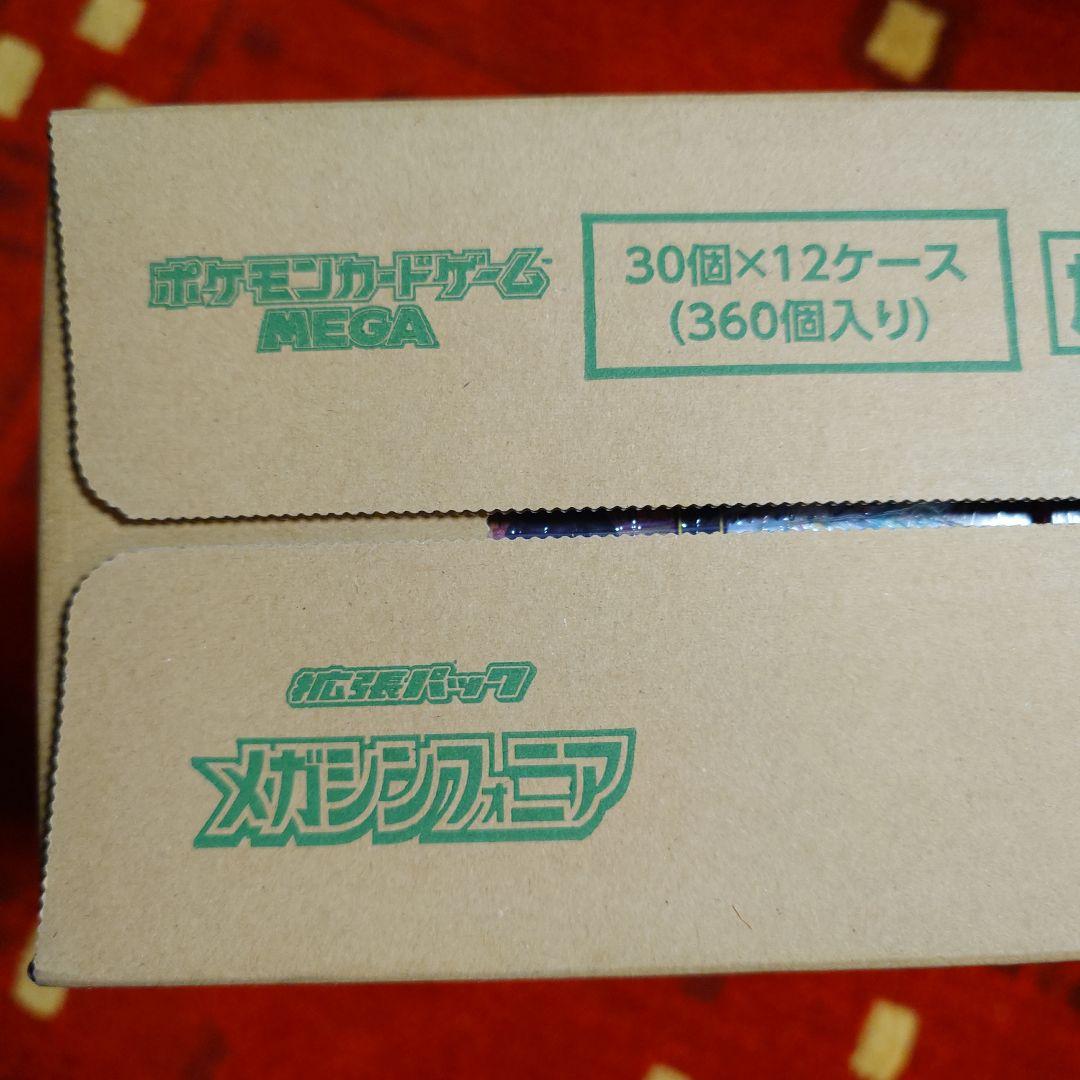 ポケモンカードゲーム
MEGA
30個×12ケース
(360個入り)
拡張パック
メガシンフォニア